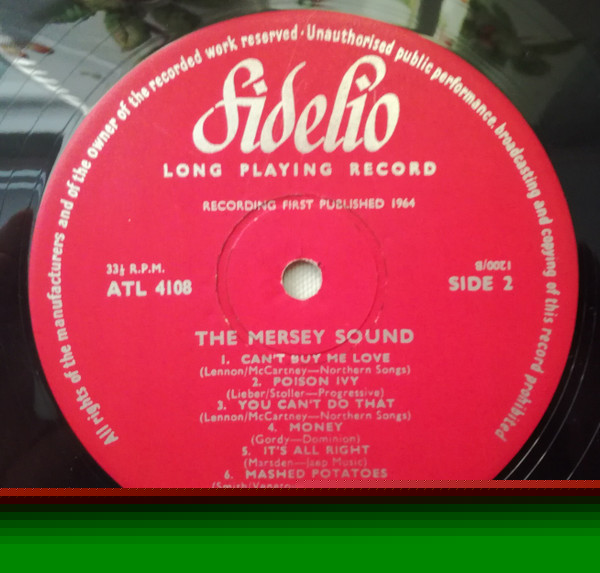 All rights of the manufacturers and of the owner of the recorded work reserved · Unauthorised public performance, broadcasting and copying of this record prohibited
Fidelio
LONG PLAYING RECORD
RECORDING FIRST PUBLISHED 1964
33⅓ R.P.M.
ATL 4108
1200/B
SIDE 2
THE MERSEY SOUND
1. CAN'T BUY ME LOVE
(Lennon/McCartney—Northern Songs)
2. POISON IVY
(Lieber/Stoller—Progressive)
3. YOU CAN'T DO THAT
(Lennon/McCartney—Northern Songs)
4. MONEY
(Gordy—Dominion)
5. IT'S ALL RIGHT
(Marsden—Jaep Music)
6. MASHED POTATOES